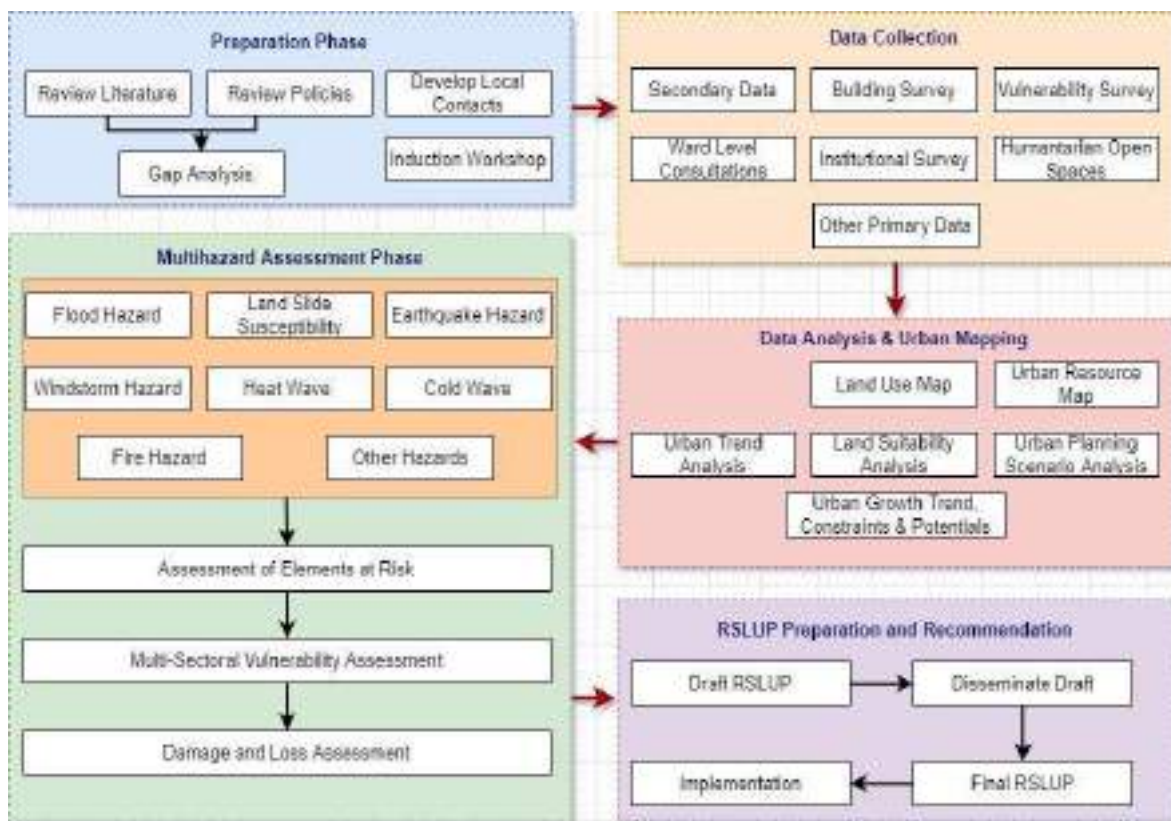 Preparation Phase
Review Literature
Review Policies
Develop Local
Contacts
Gap Analysis
Induction Workshop
Data Collection
Secondary Data
Building Survey
Vulnerability Survey
Ward Level
Consultations
Institutional Survey
Humanitarian Open
Spaces
Other Primary Data
Multihazard Assessment Phase
Flood Hazard
Land Slide
Susceptibility
Earthquake Hazard
Windstorm Hazard
Heat Wave
Cold Wave
Fire Hazard
Other Hazards
Assessment of Elements at Risk
Multi-Sectoral Vulnerability Assessment
Damage and Loss Assessment
Data Analysis & Urban Mapping
Land Use Map
Urban Resource
Map
Urban Trend
Analysis
Land Suitability
Analysis
Urban Planning
Scenario Analysis
Urban Growth Trend,
Constraints & Potentials
RSLUP Preparation and Recommendation
Draft RSLUP
Disseminate Draft
Implementation
Final RSLUP